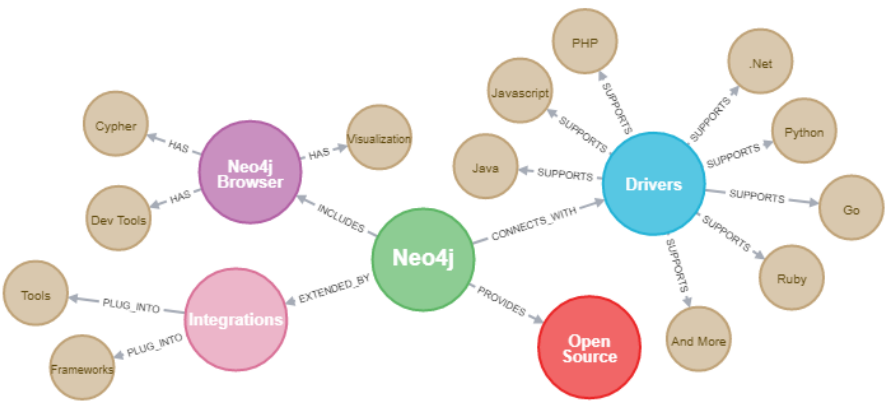 PHP
.Net
Javascript
SUPPORTS
SUPPORTS
Cypher
SUPPORTS
Python
Visualization
HAS
HAS
SUPPORTS
Neo4j
Browser
Java
SUPPORTS
Drivers
HAS
SUPPORTS
Go
Dev Tools
INCLUDES
CONNECTS_WITH
SUPPORTS
Neo4j
SUPPORTS
Ruby
EXTENDED_BY
Tools
PLUG_INTO
PROVIDES
Integrations
PLUG_INTO
Open
Source
And More
Frameworks